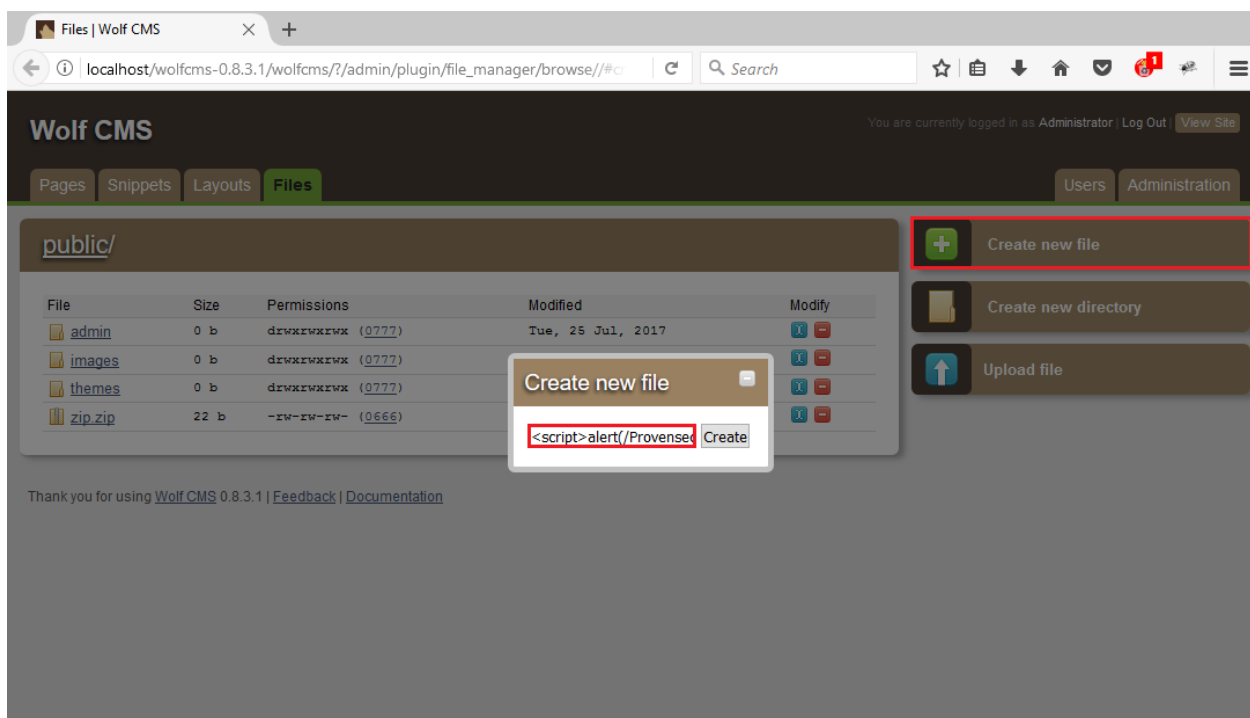 Files | Wolf CMS
localhost/wolfcms-0.8.3.1/wolfcms/?/admin/plugin/file_manager/browse//#c
Search
1
Wolf CMS
You are currently logged in as Administrator | Log Out | View Site
Pages Snippets Layouts Files Users Administration
public/
Create new file
File Size Permissions Modified Modify
admin 0 b drwxrwxrwx (0777) Tue, 25 Jul, 2017
Create new directory
images 0 b drwxrwxrwx (0777)
themes 0 b drwxrwxrwx (0777)
zip.zip 22 b -rw-rw-rw- (0666)
Upload file
Create new file
<script>alert(/Provensec Create
Thank you for using Wolf CMS 0.8.3.1 | Feedback | Documentation